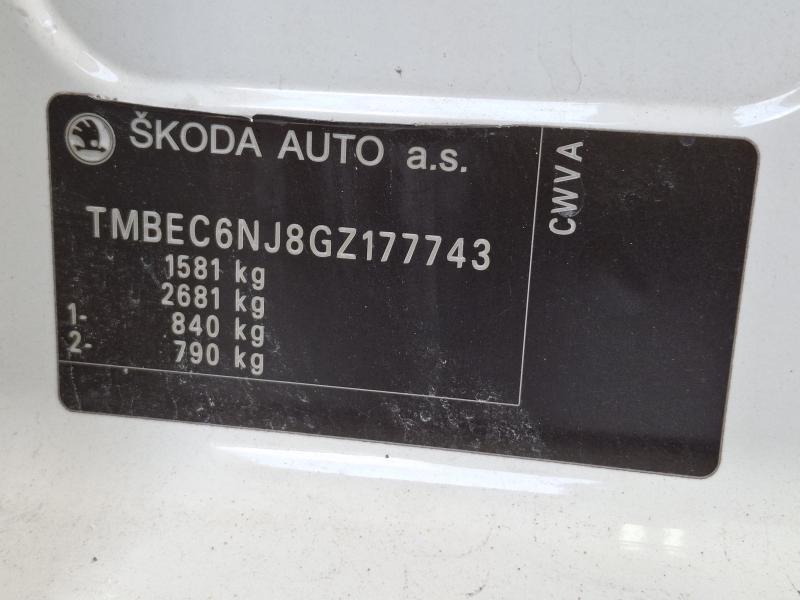 ŠKODA AUTO a.s.
TMBEC6NJ8GZ177743
1581 kg
2681 kg
1- 840 kg
2- 790 kg
CWVA